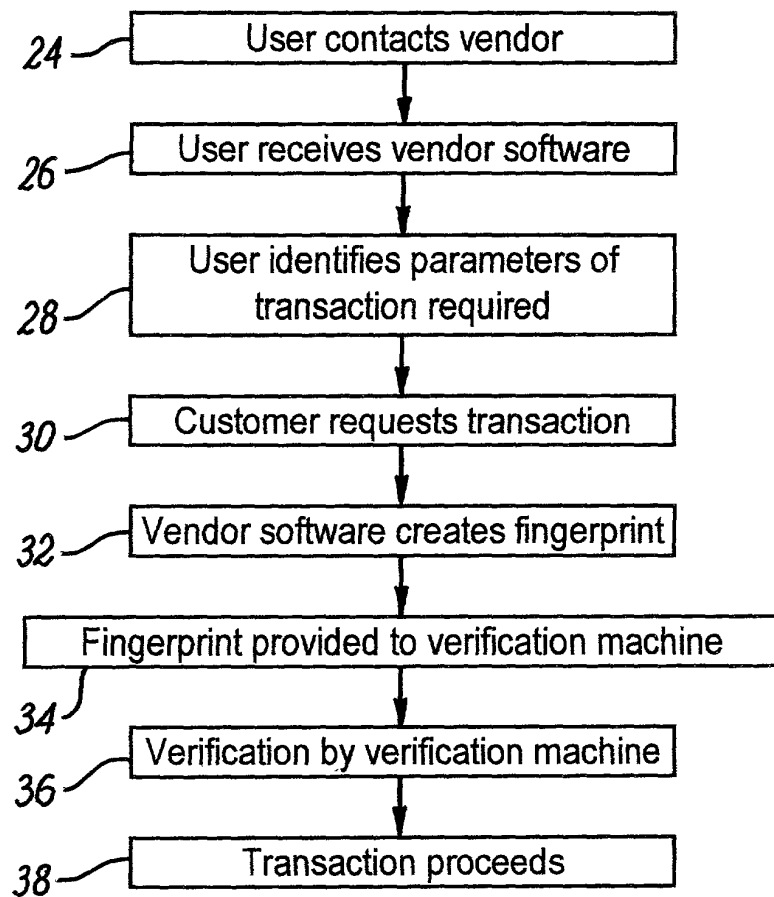 24
User contacts vendor
26
User receives vendor software
28
User identifies parameters of
transaction required
30
Customer requests transaction
32
Vendor software creates fingerprint
34
Fingerprint provided to verification machine
36
Verification by verification machine
38
Transaction proceeds